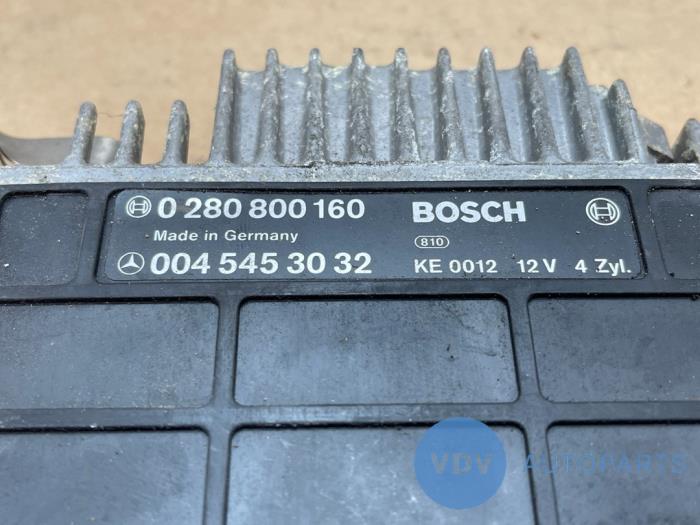 0 280 800 160 BOSCH
Made in Germany 810
004 545 30 32 KE 0012 12 V 4 Zyl.
VDV AUTOPARTS